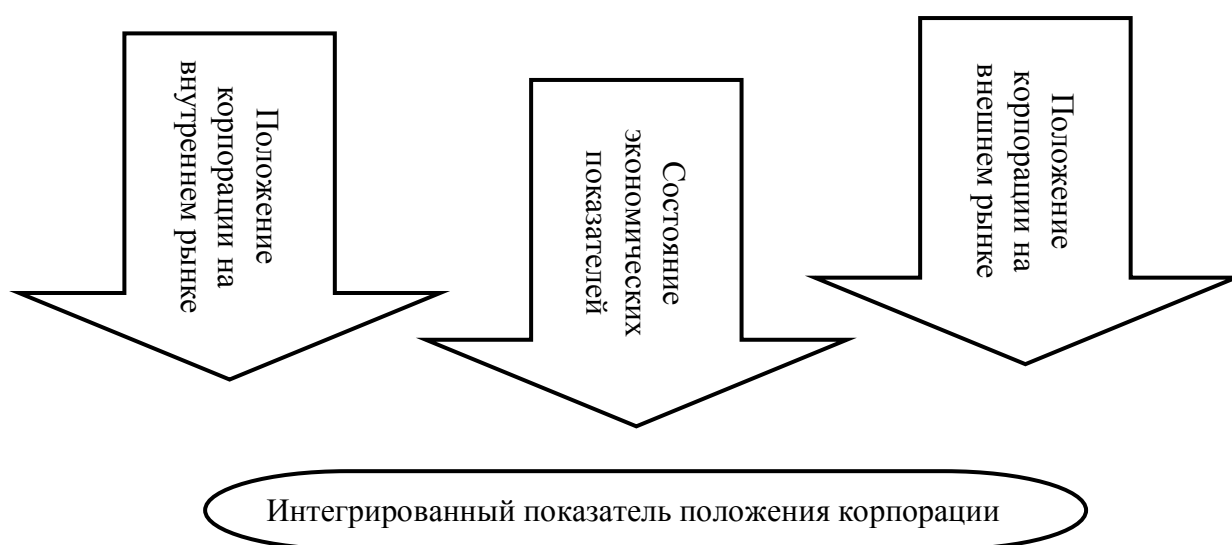 Положение
корпорации на
внутреннем рынке
Состояние
экономических
показателей
Положение
корпорации на
внешнем рынке
Интегрированный показатель положения корпорации